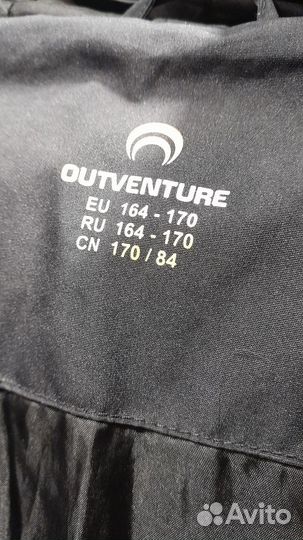 OUTVENTURE
EU 164 - 170
RU 164 - 170
CN 170 / 84
Avito